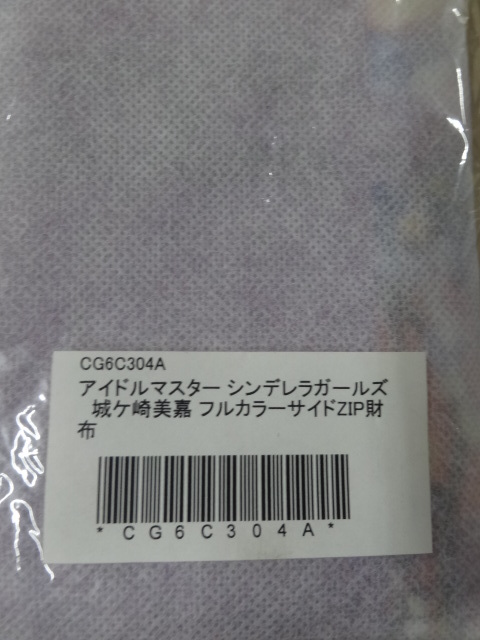 CG6C304A
アイドルマスター シンデレラガールズ
城ケ崎美嘉 フルカラーサイドZIP財
布
*CG6C304A*